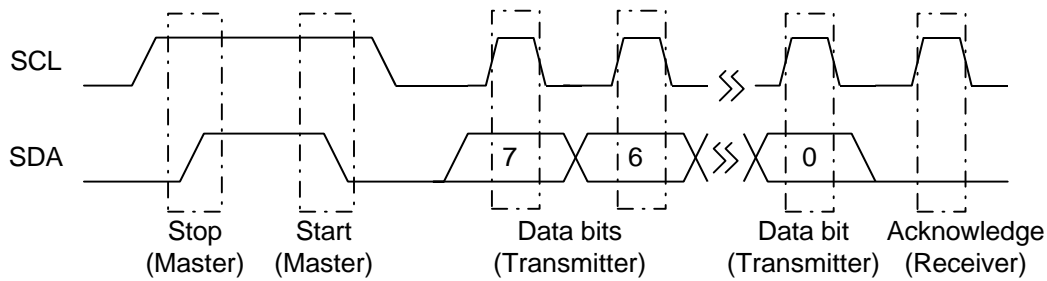 SCL
SDA
7 6 0
Stop Start Data bits Data bit Acknowledge
(Master) (Master) (Transmitter) (Transmitter) (Receiver)